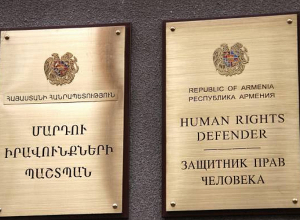 ՀԱՅԱՍՏԱՆԻ ՀԱՆՐԱՊԵՏՈՒԹՅՈՒՆ
ՄԱՐԴՈՒ
ԻՐԱՎՈՒՆՔՆԵՐԻ
ՊԱՇՏՊԱՆ
REPUBLIC OF ARMENIA
РЕСПУБЛИКА АРМЕНИЯ
HUMAN RIGHTS
DEFENDER
ЗАЩИТНИК ПРАВ
ЧЕЛОВЕКА